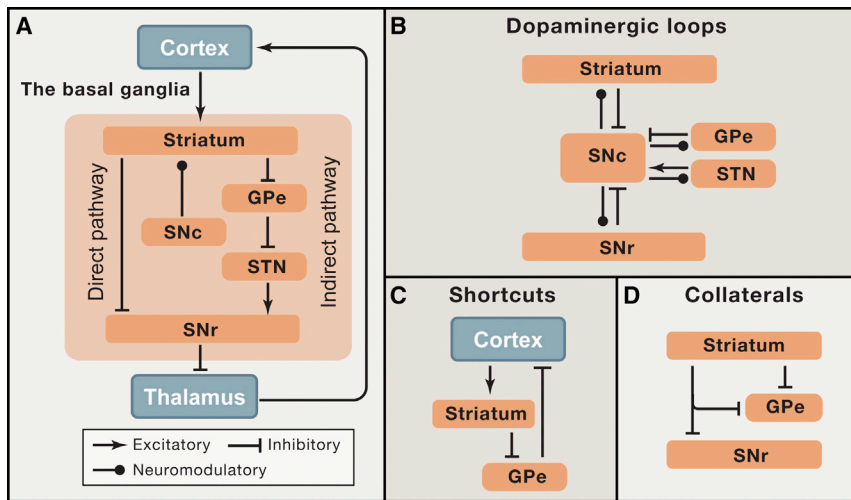 A
Cortex
The basal ganglia
Striatum
Direct pathway
Indirect pathway
GPe
SNc
STN
SNr
Thalamus
Excitatory
Inhibitory
Neuromodulatory
B
Dopaminergic loops
Striatum
SNc
GPe
STN
SNr
C
Shortcuts
Cortex
Striatum
GPe
D
Collaterals
Striatum
GPe
SNr